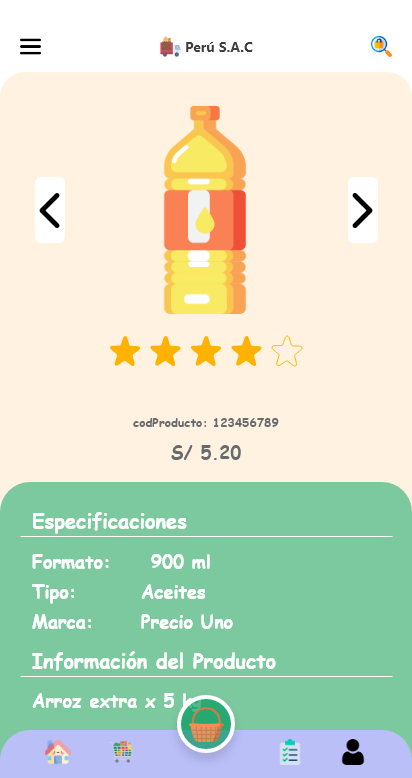 Perú S.A.C
codProducto: 123456789
S/ 5.20
Especificaciones
Formato: 900 ml
Tipo: Aceites
Marca: Precio Uno
Información del Producto
Arroz extra x 5 kg